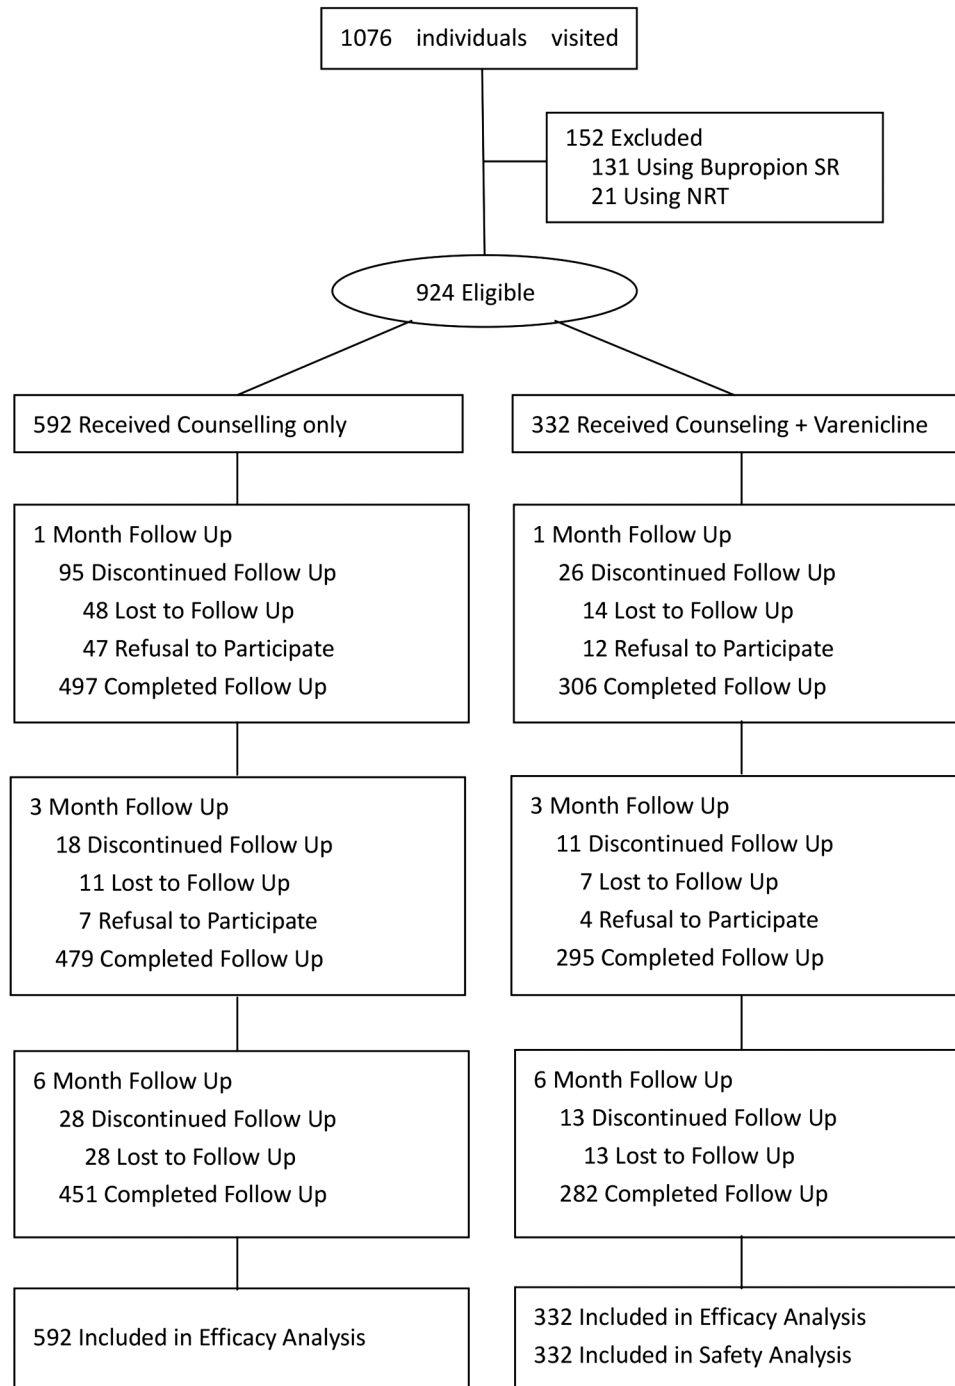 1076 individuals visited
152 Excluded
131 Using Bupropion SR
21 Using NRT
924 Eligible
592 Received Counselling only
1 Month Follow Up
95 Discontinued Follow Up
48 Lost to Follow Up
47 Refusal to Participate
497 Completed Follow Up
3 Month Follow Up
18 Discontinued Follow Up
11 Lost to Follow Up
7 Refusal to Participate
479 Completed Follow Up
6 Month Follow Up
28 Discontinued Follow Up
28 Lost to Follow Up
451 Completed Follow Up
592 Included in Efficacy Analysis
332 Received Counseling + Varenicline
1 Month Follow Up
26 Discontinued Follow Up
14 Lost to Follow Up
12 Refusal to Participate
306 Completed Follow Up
3 Month Follow Up
11 Discontinued Follow Up
7 Lost to Follow Up
4 Refusal to Participate
295 Completed Follow Up
6 Month Follow Up
13 Discontinued Follow Up
13 Lost to Follow Up
282 Completed Follow Up
332 Included in Efficacy Analysis
332 Included in Safety Analysis